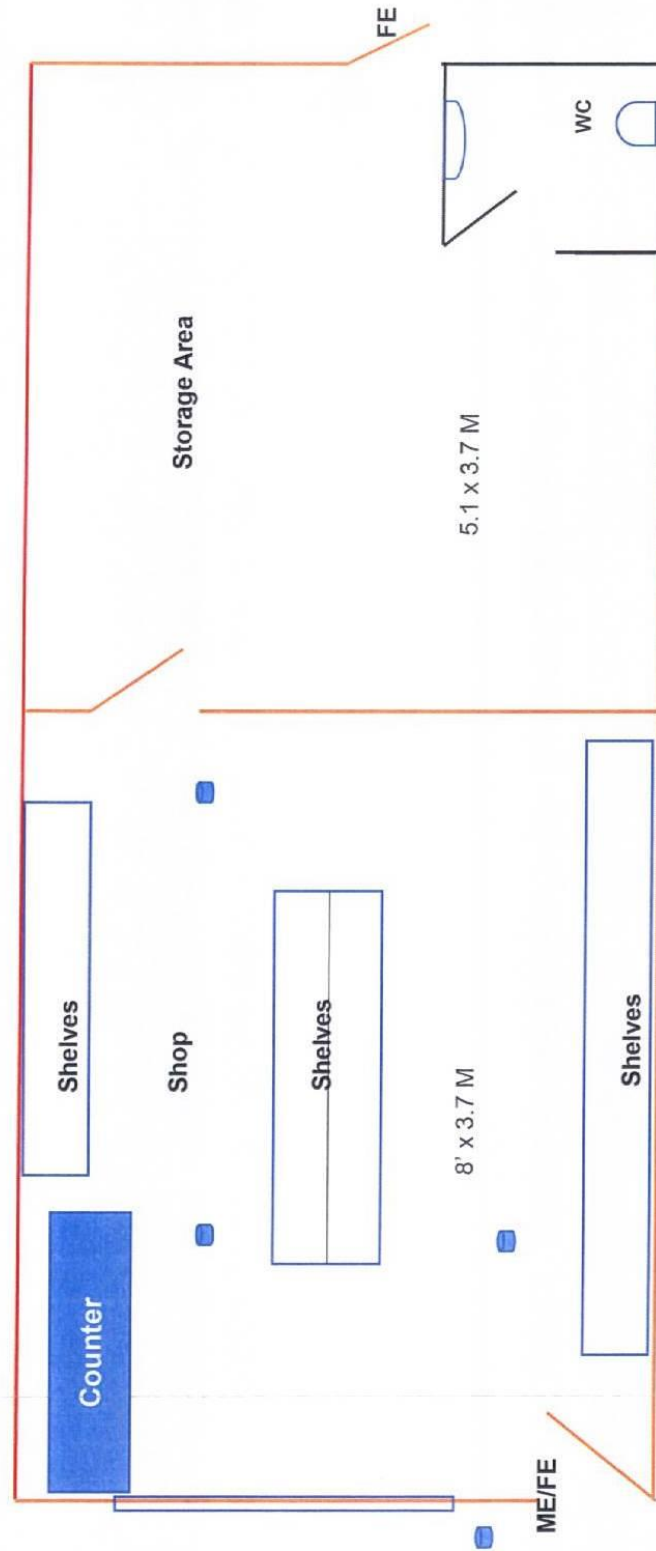 FE
WC
Storage Area
5.1 x 3.7 M
Shelves
Shop
Shelves
8' x 3.7 M
Shelves
Counter
ME/FE